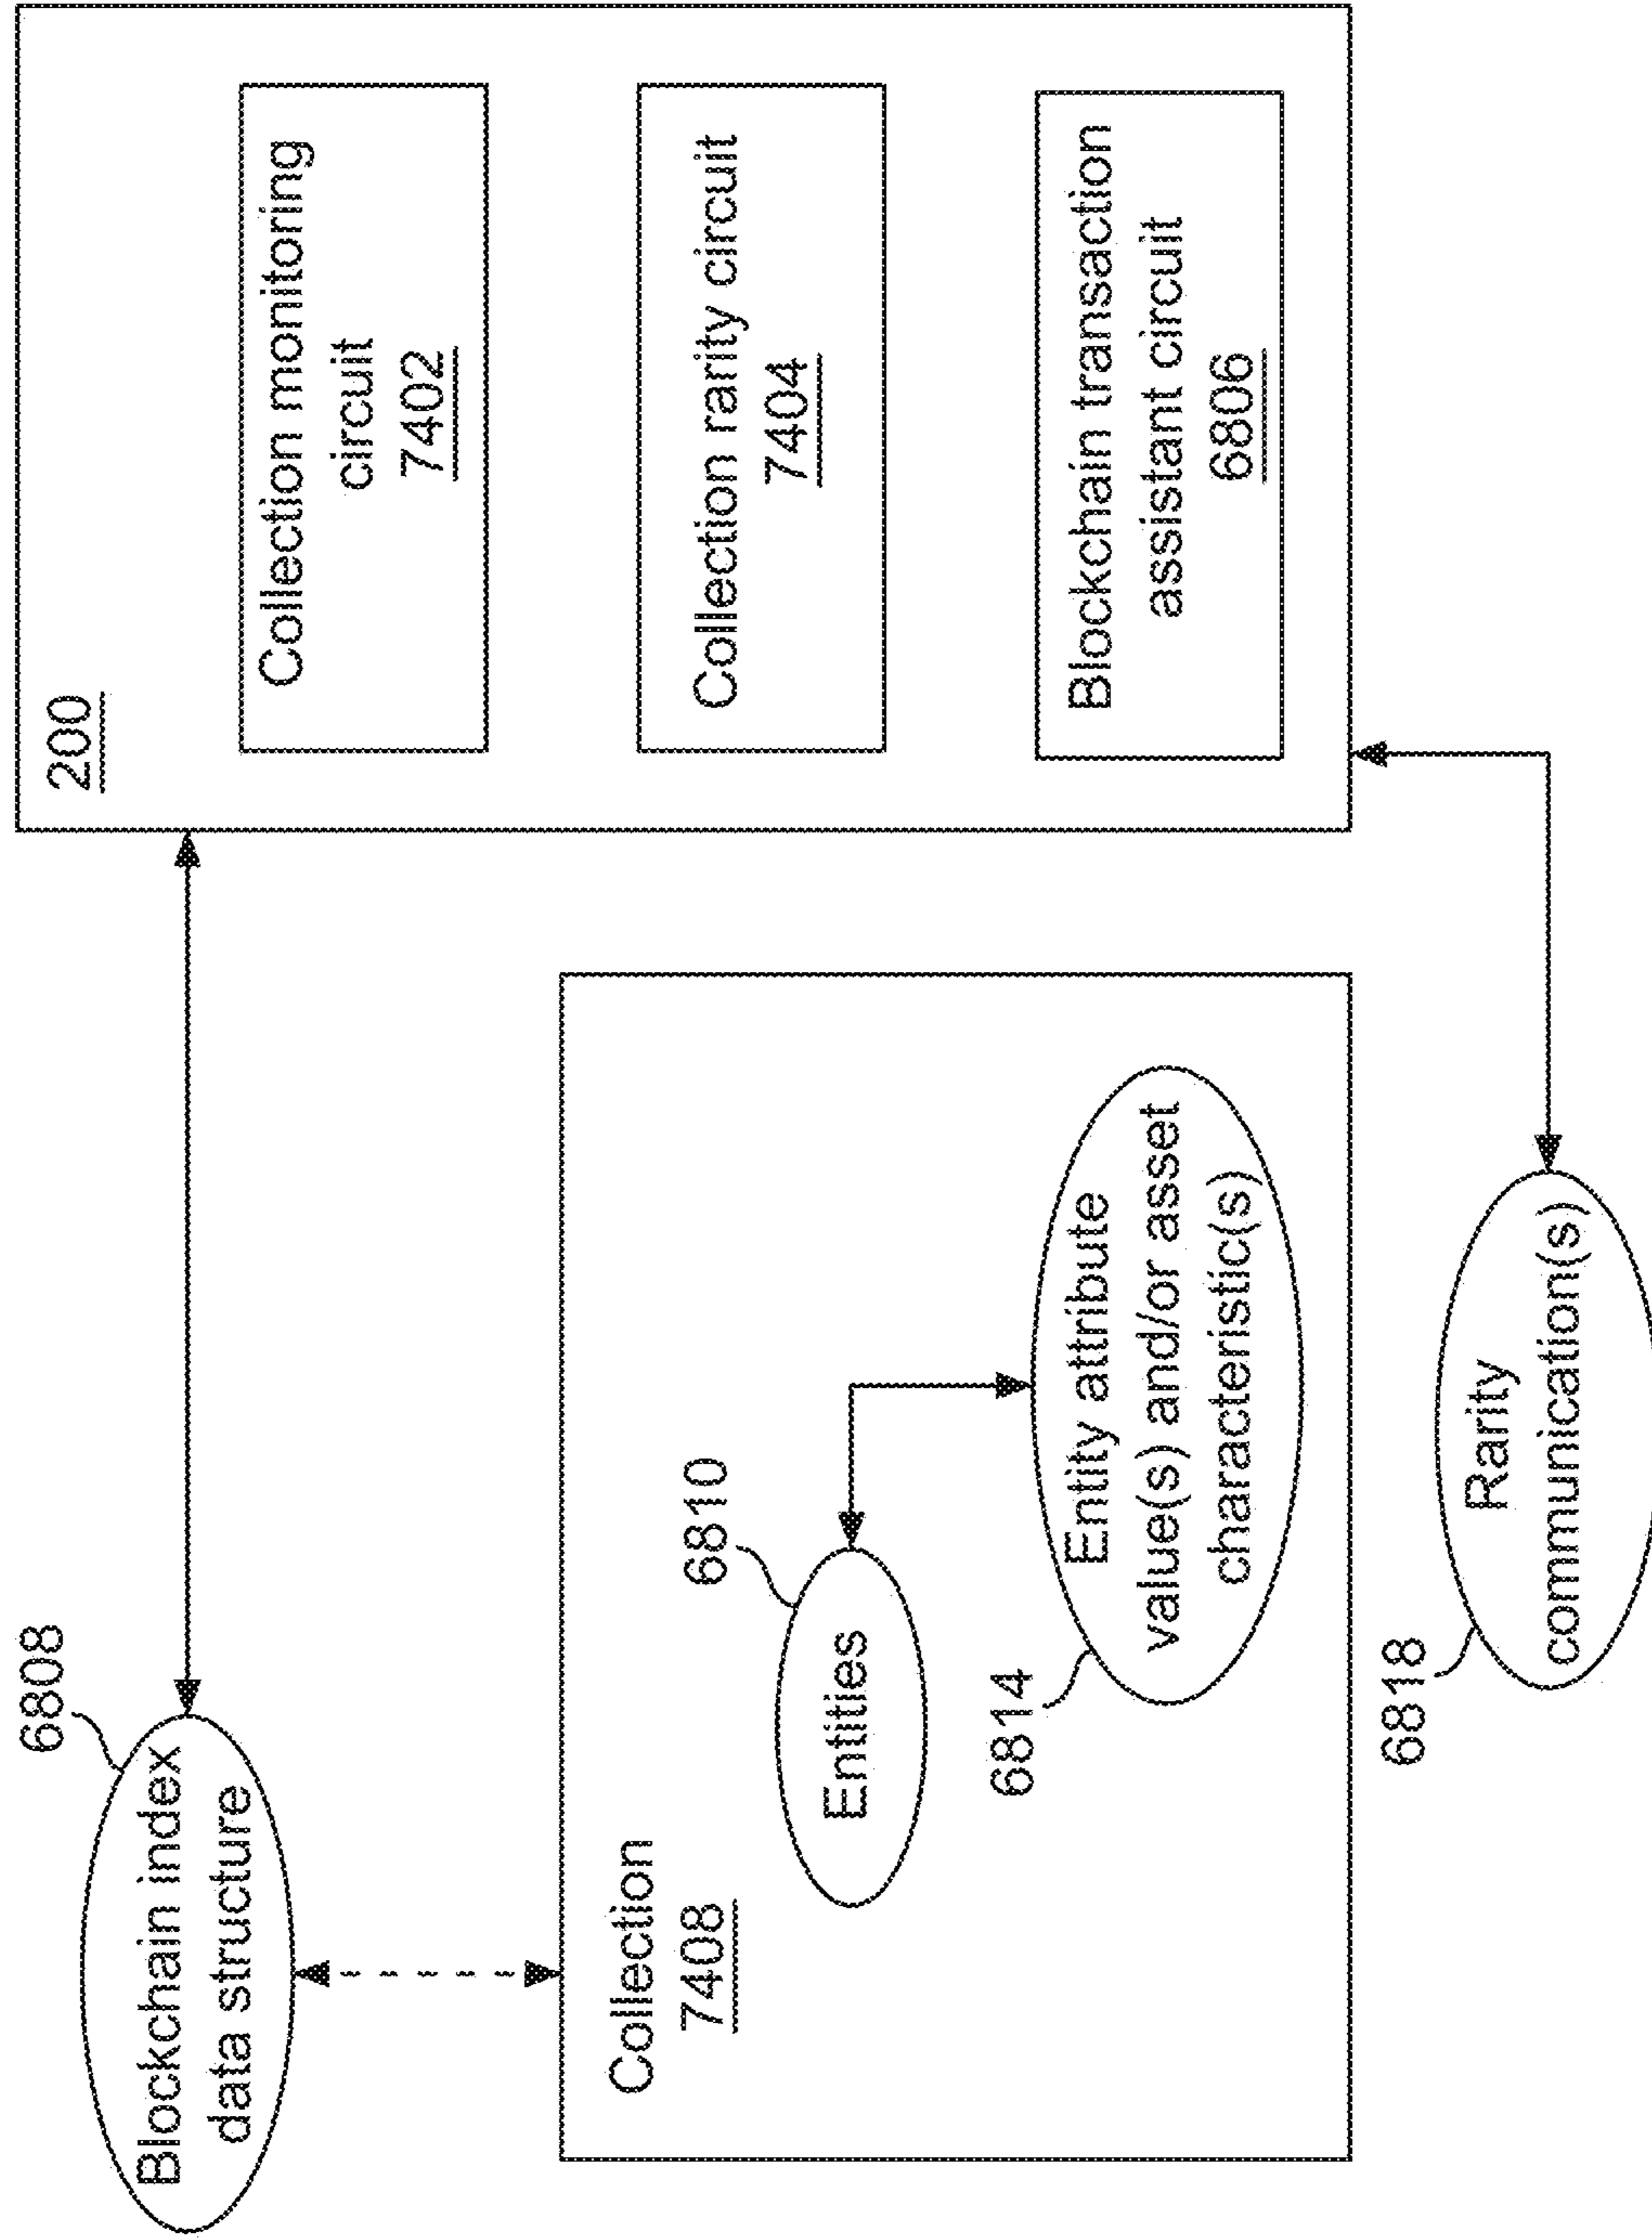 6808
Blockchain index
data structure
200
Collection monitoring
circuit
7402
Collection rarity circuit
7404
Blockchain transaction
assistant circuit
6806
Collection
7408
6810
Entities
6814
Entity attribute
value(s) and/or asset
characteristic(s)
6818
Rarity
communication(s)